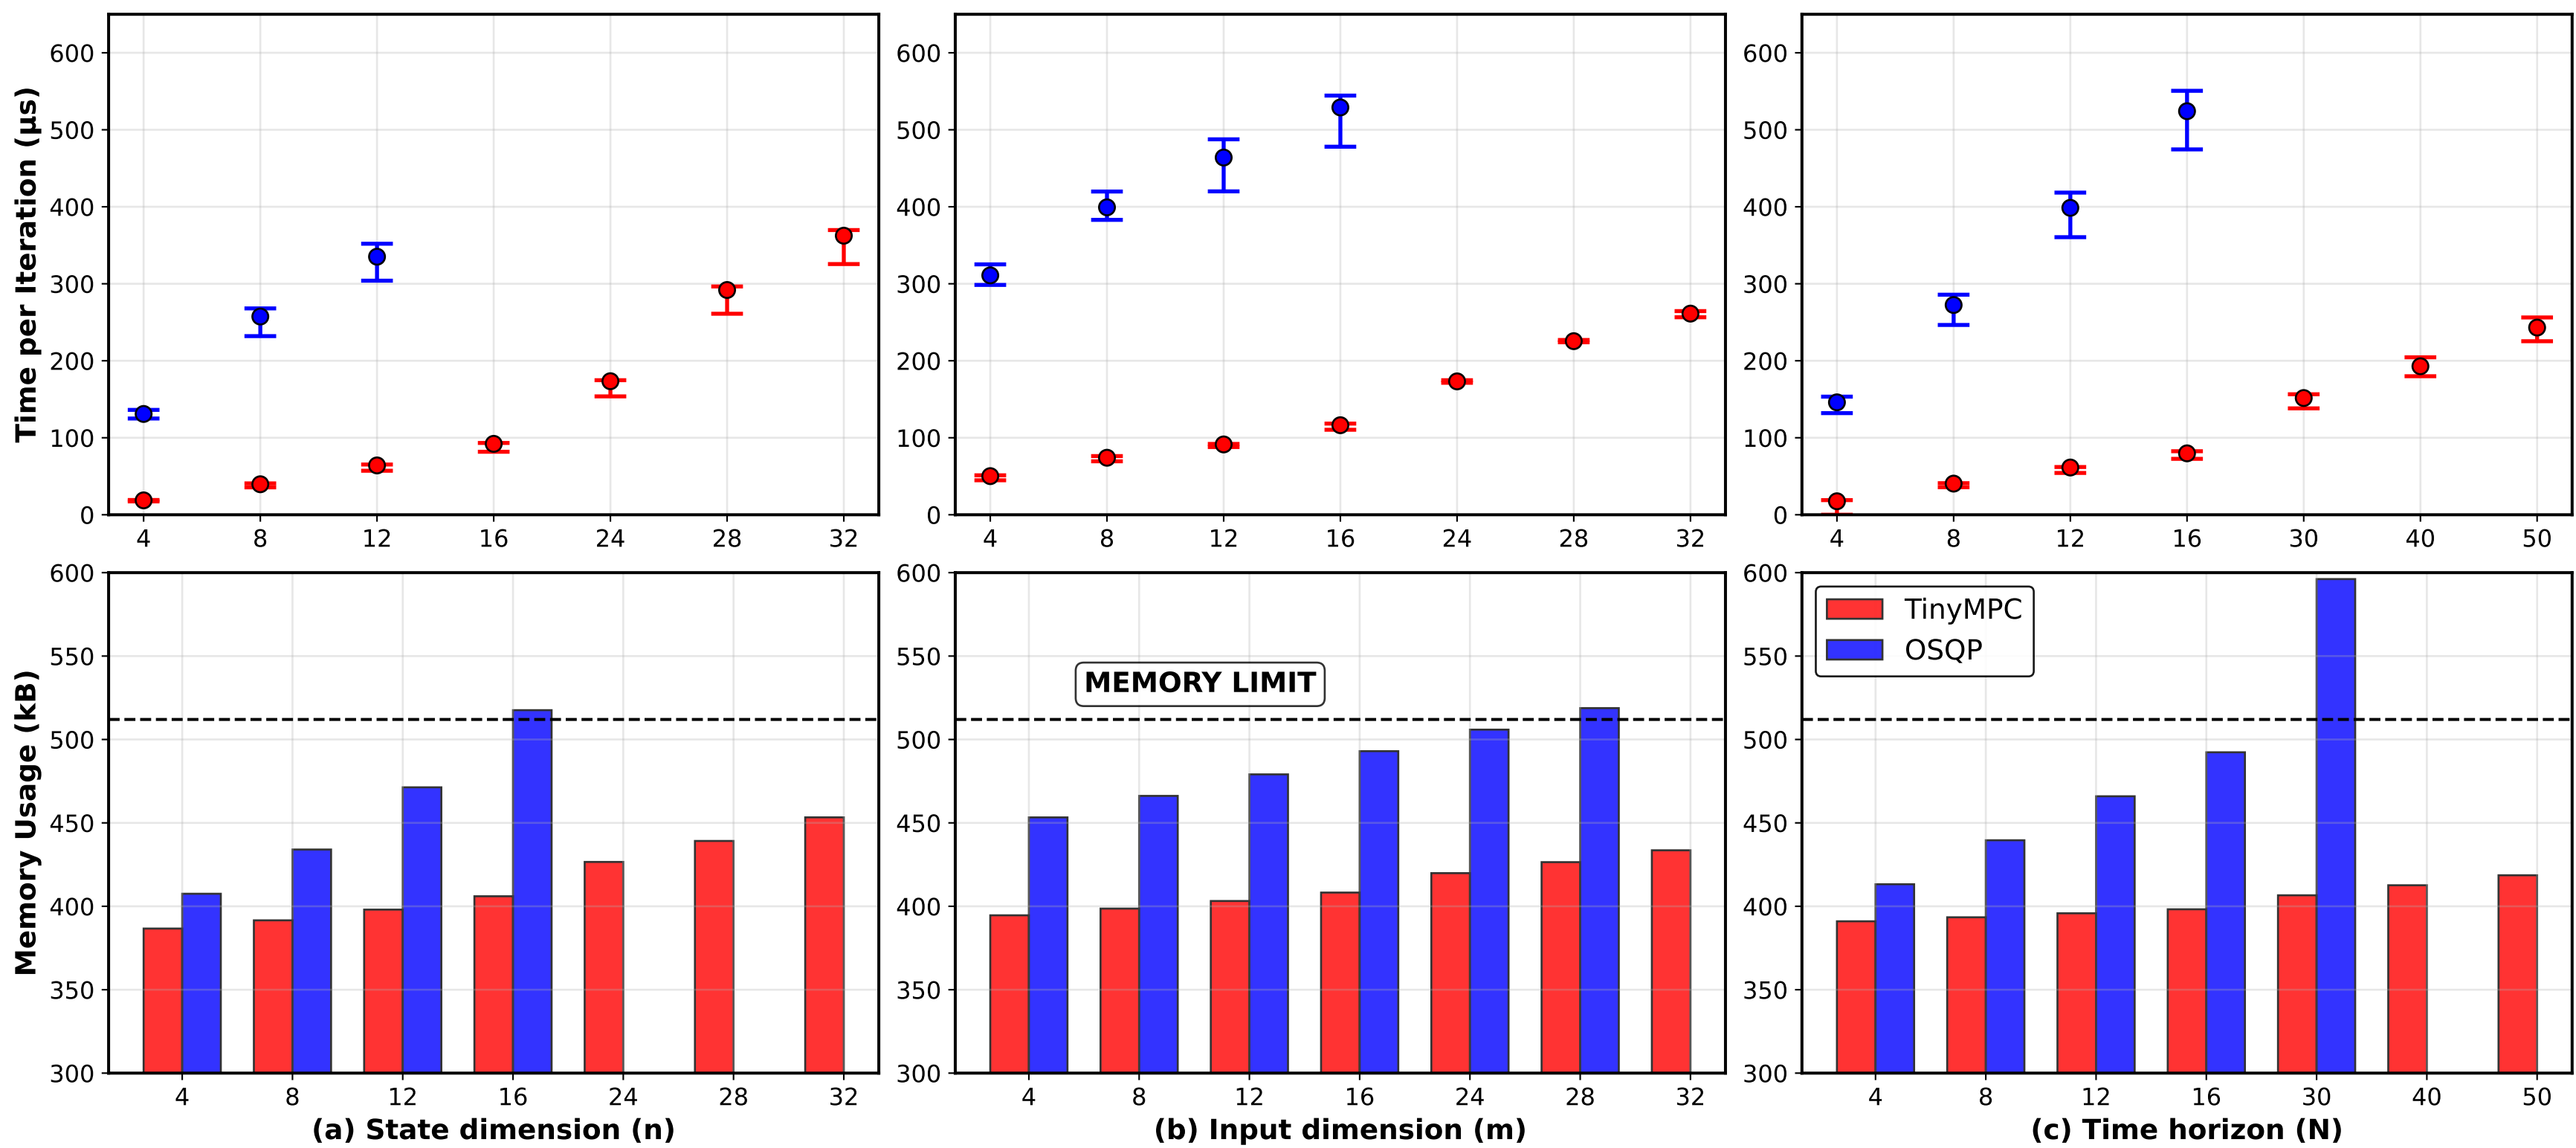 Time per Iteration (μs)
600 500 400 300 200 100 0
4 8 12 16 24 28 32
600 500 400 300 200 100 0
4 8 12 16 24 28 32
600 500 400 300 200 100 0
4 8 12 16 30 40 50
Memory Usage (kB)
600 550 500 450 400 350 300
4 8 12 16 24 28 32
(a) State dimension (n)
600 550 500 450 400 350 300
MEMORY LIMIT
4 8 12 16 24 28 32
(b) Input dimension (m)
600 550 500 450 400 350 300
TinyMPC
OSQP
4 8 12 16 30 40 50
(c) Time horizon (N)